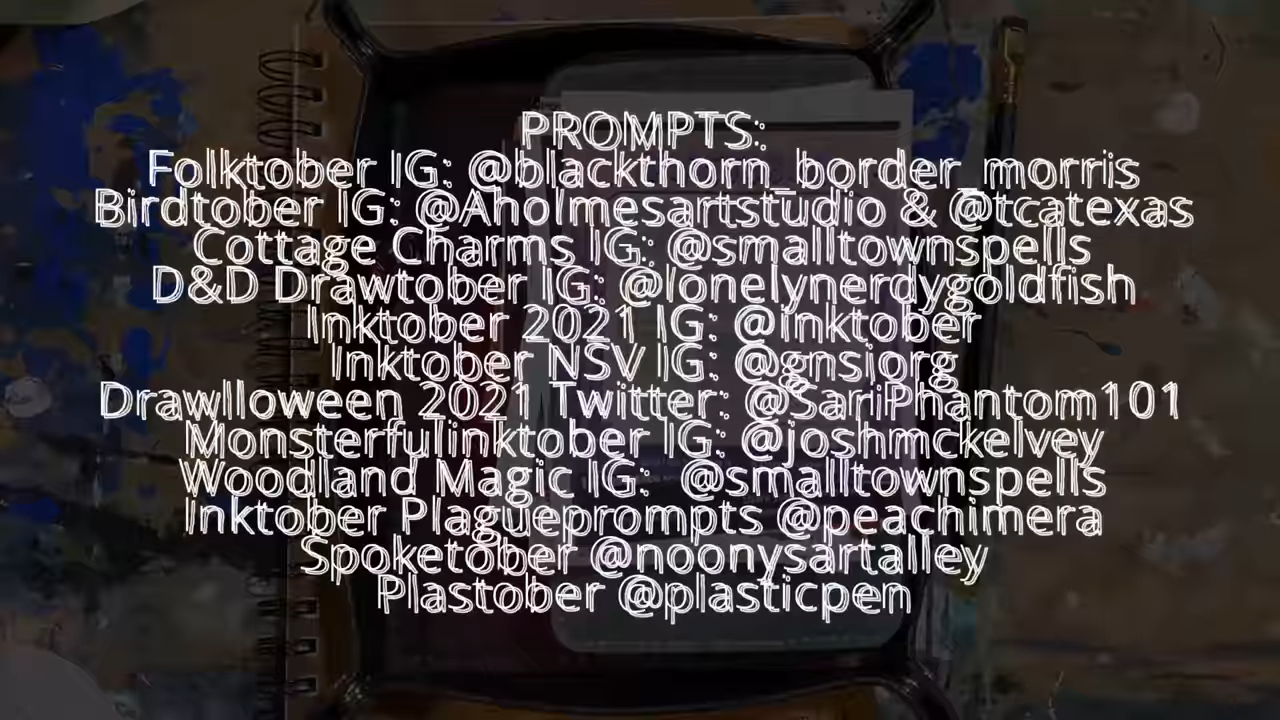 PROMPTS:
Folktober IG: @blackthorn_border_morris
Birdtober IG: @Aholmesartstudio & @tcatexas
Cottage Charms IG: @smalltownspells
D&D Drawtober IG: @lonelynerdygoldfish
Inktober 2021 IG: @inktober
Inktober NSV IG: @gnsiorg
Drawlloween 2021 Twitter: @SariPhantom101
Monsterfulinktober IG: @joshmckelvey
Woodland Magic IG:  @smalltownspells
Inktober Plagueprompts @peachimera
Spoketober @noonysartalley
Plastober @plasticpen